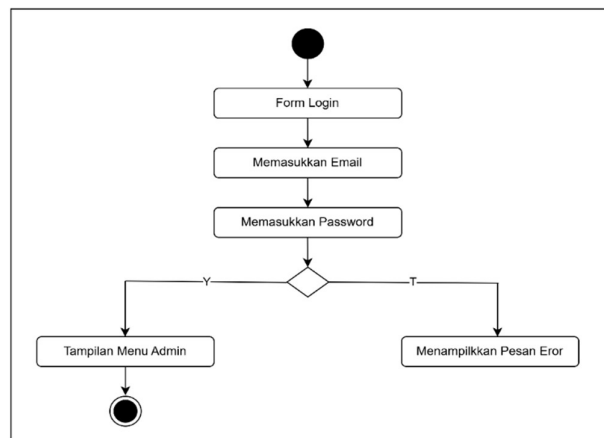 Form Login
Memasukkan Email
Memasukkan Password
Y
T
Tampilan Menu Admin
Menampilkkan Pesan Eror